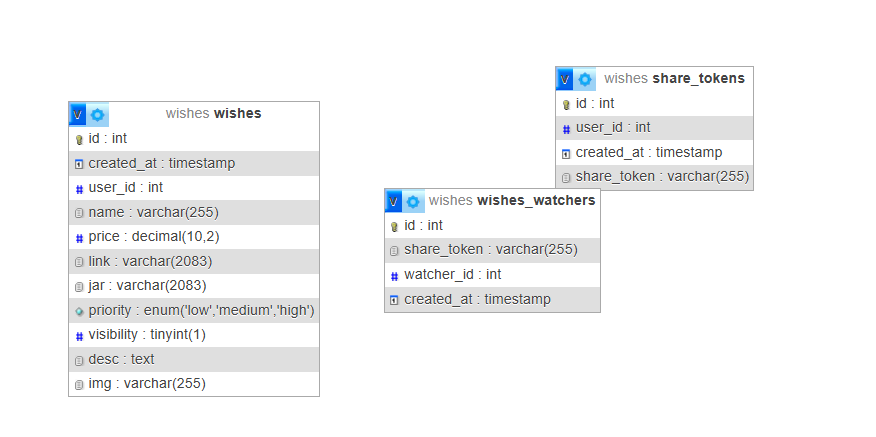 wishes wishes
id : int
created_at : timestamp
user_id : int
name : varchar(255)
price : decimal(10,2)
link : varchar(2083)
jar : varchar(2083)
priority : enum('low','medium','high')
visibility : tinyint(1)
desc : text
img : varchar(255)
wishes share_tokens
id : int
user_id : int
created_at : timestamp
share_token : varchar(255)
wishes wishes_watchers
id : int
share_token : varchar(255)
watcher_id : int
created_at : timestamp